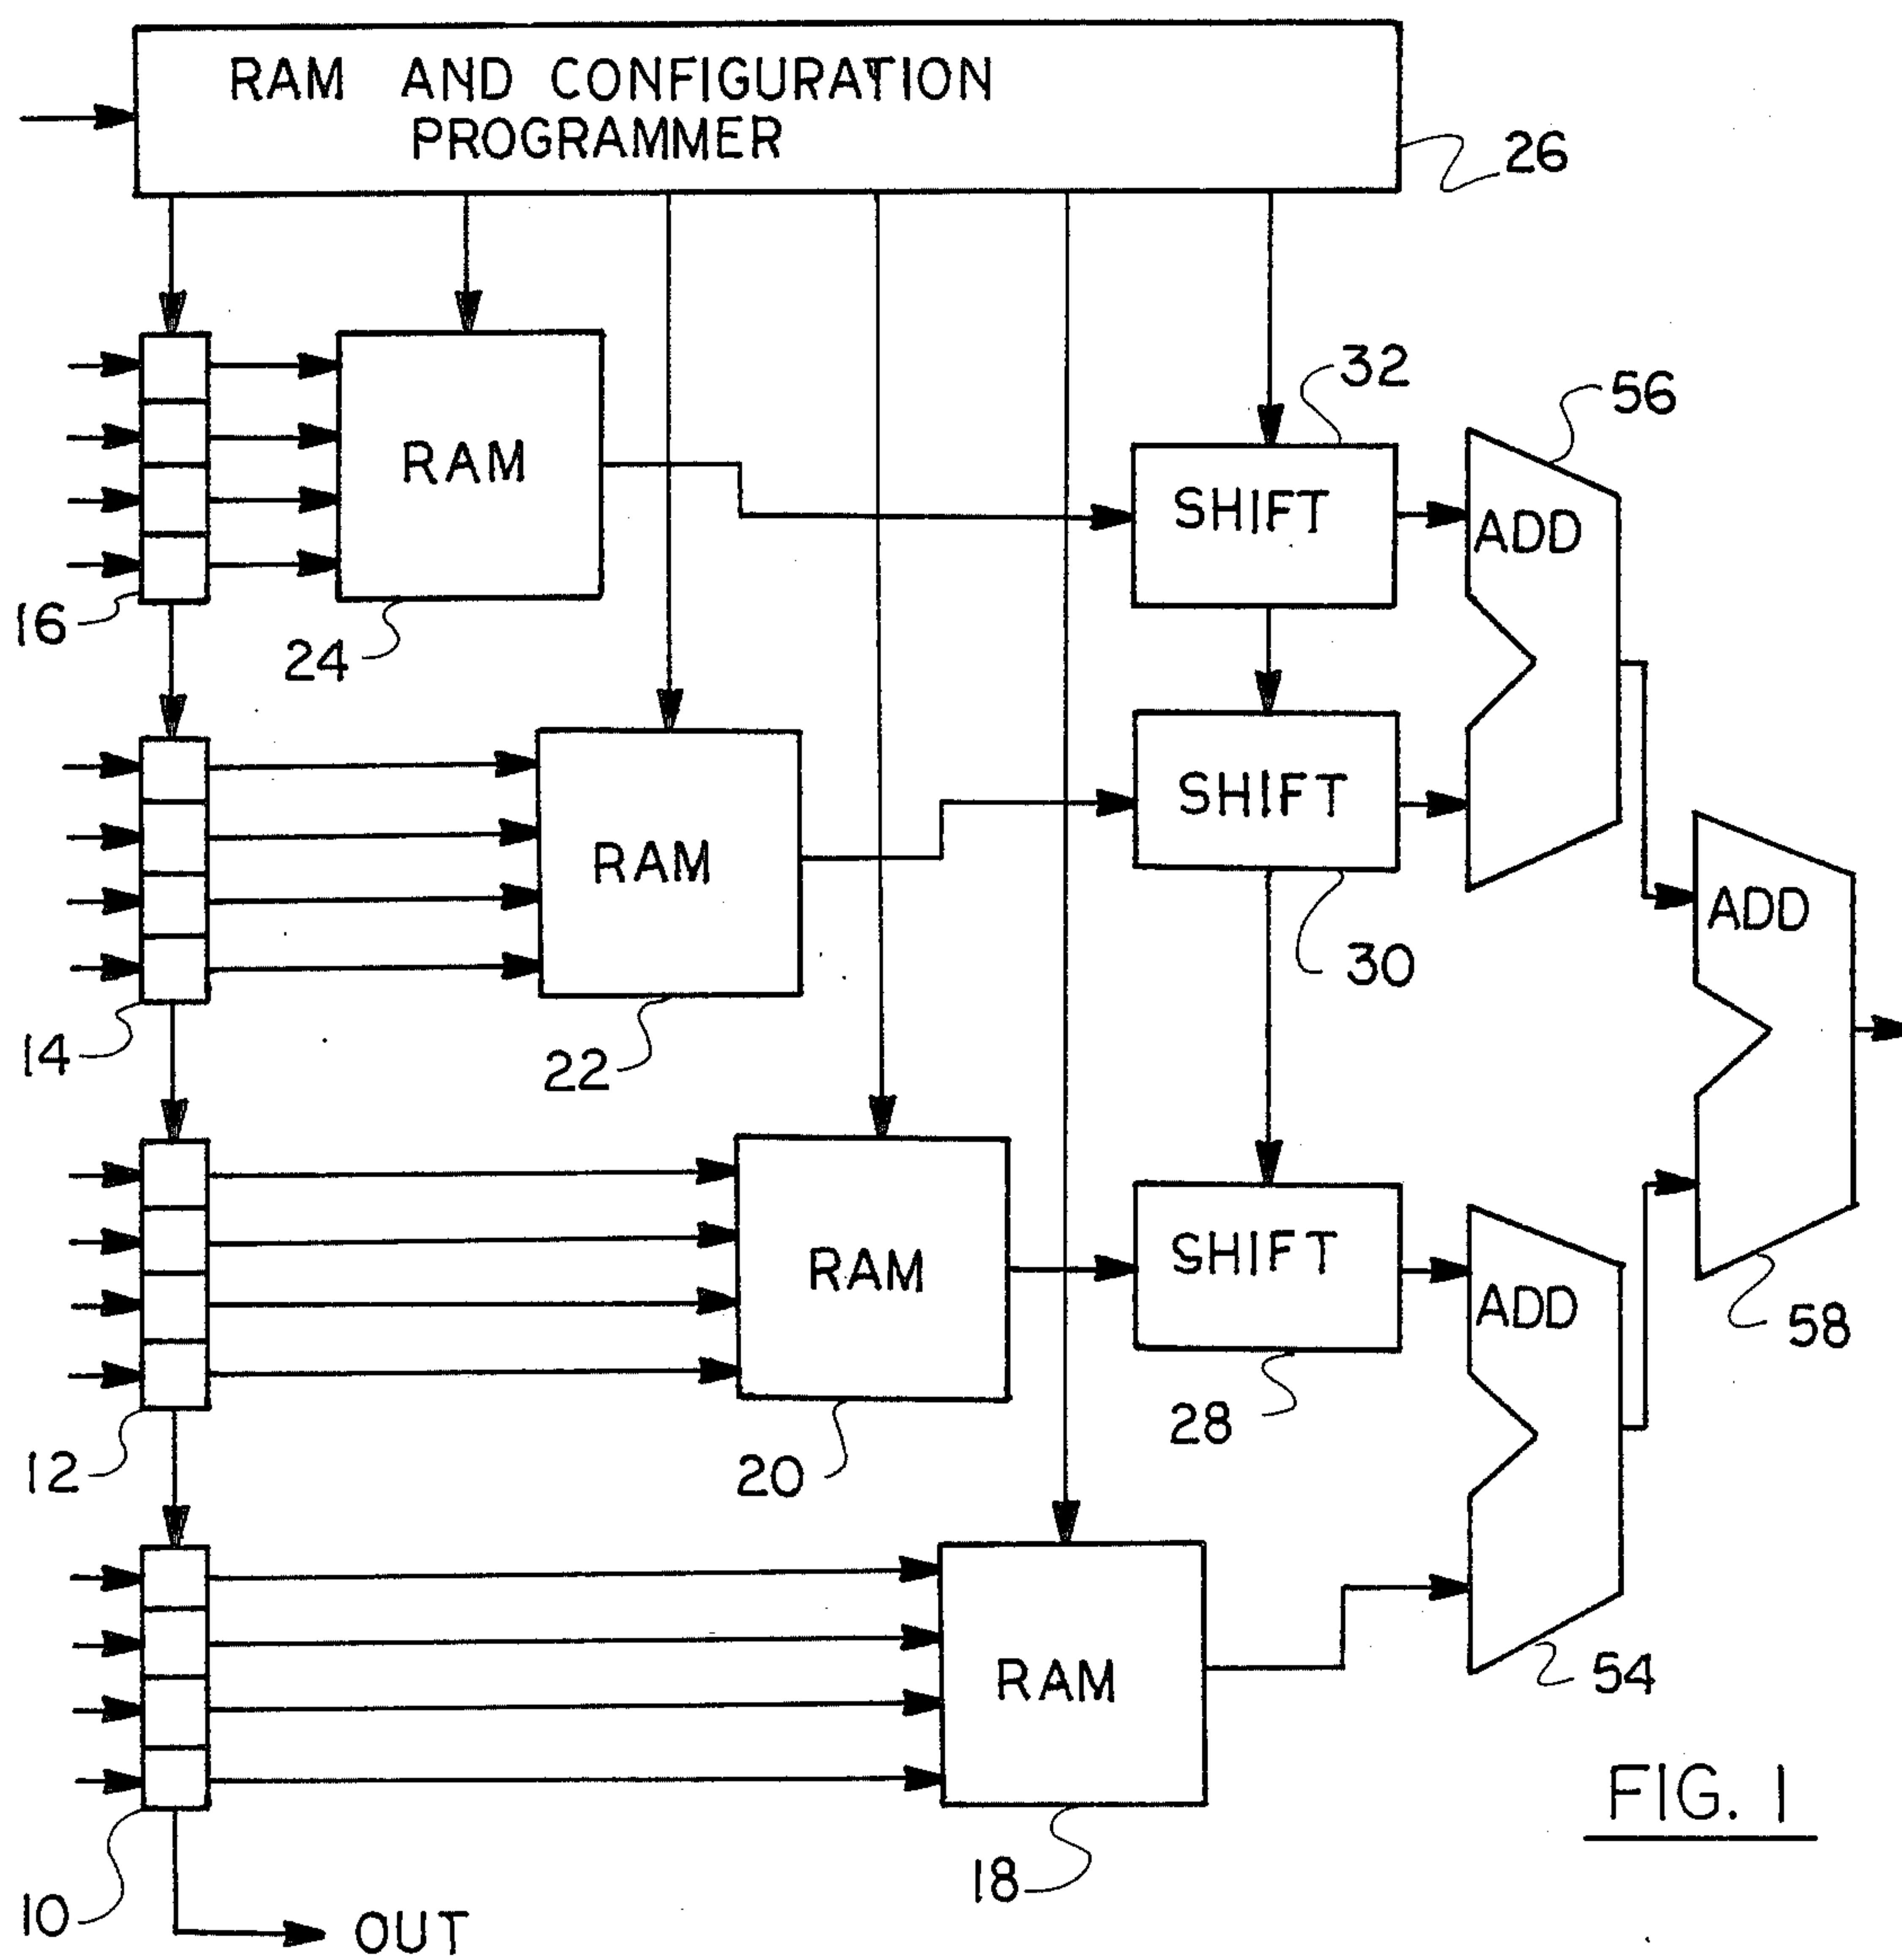 RAM AND CONFIGURATION
PROGRAMMER
26
32
56
RAM
SHIFT
ADD
16
24
SHIFT
RAM
ADD
30
14
22
SHIFT
RAM
ADD
58
28
12
20
RAM
54
FIG. 1
18
10
OUT